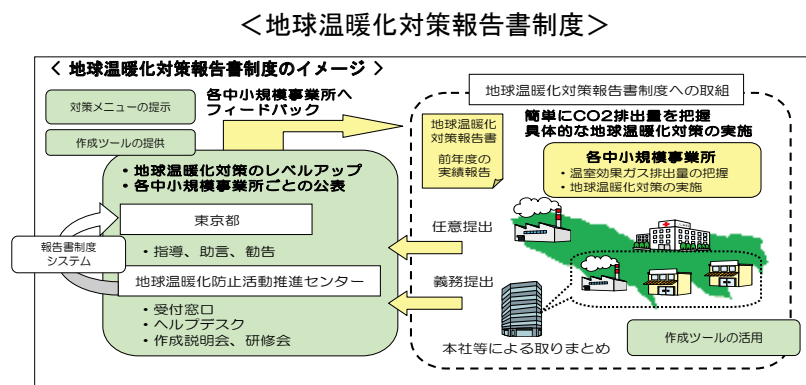 ＜地球温暖化対策報告書制度＞
〈 地球温暖化対策報告書制度のイメージ 〉
対策メニューの提示
作成ツールの提供
各中小規模事業所へ
フィードバック
・地球温暖化対策のレベルアップ
・各中小規模事業所ごとの公表
東京都
・指導、助言、勧告
報告書制度
システム
地球温暖化防止活動推進センター
・受付窓口
・ヘルプデスク
・作成説明会、研修会
地球温暖化対策報告書制度への取組
地球温暖化
対策報告書
前年度の
実績報告
簡単にCO2排出量を把握
具体的な地球温暖化対策の実施
各中小規模事業所
・温室効果ガス排出量の把握
・地球温暖化対策の実施
任意提出
義務提出
本社等による取りまとめ
作成ツールの活用